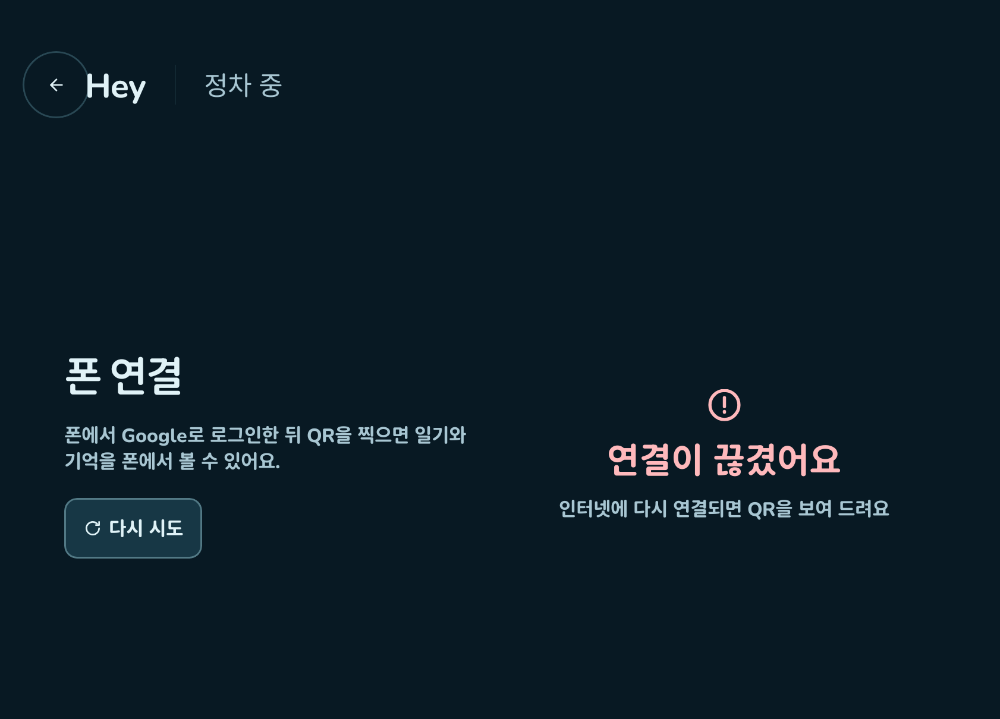 Hey
정차 중
폰 연결
폰에서 Google로 로그인한 뒤 QR을 찍으면 일기와
기억을 폰에서 볼 수 있어요.
다시 시도
연결이 끊겼어요
인터넷에 다시 연결되면 QR을 보여 드려요